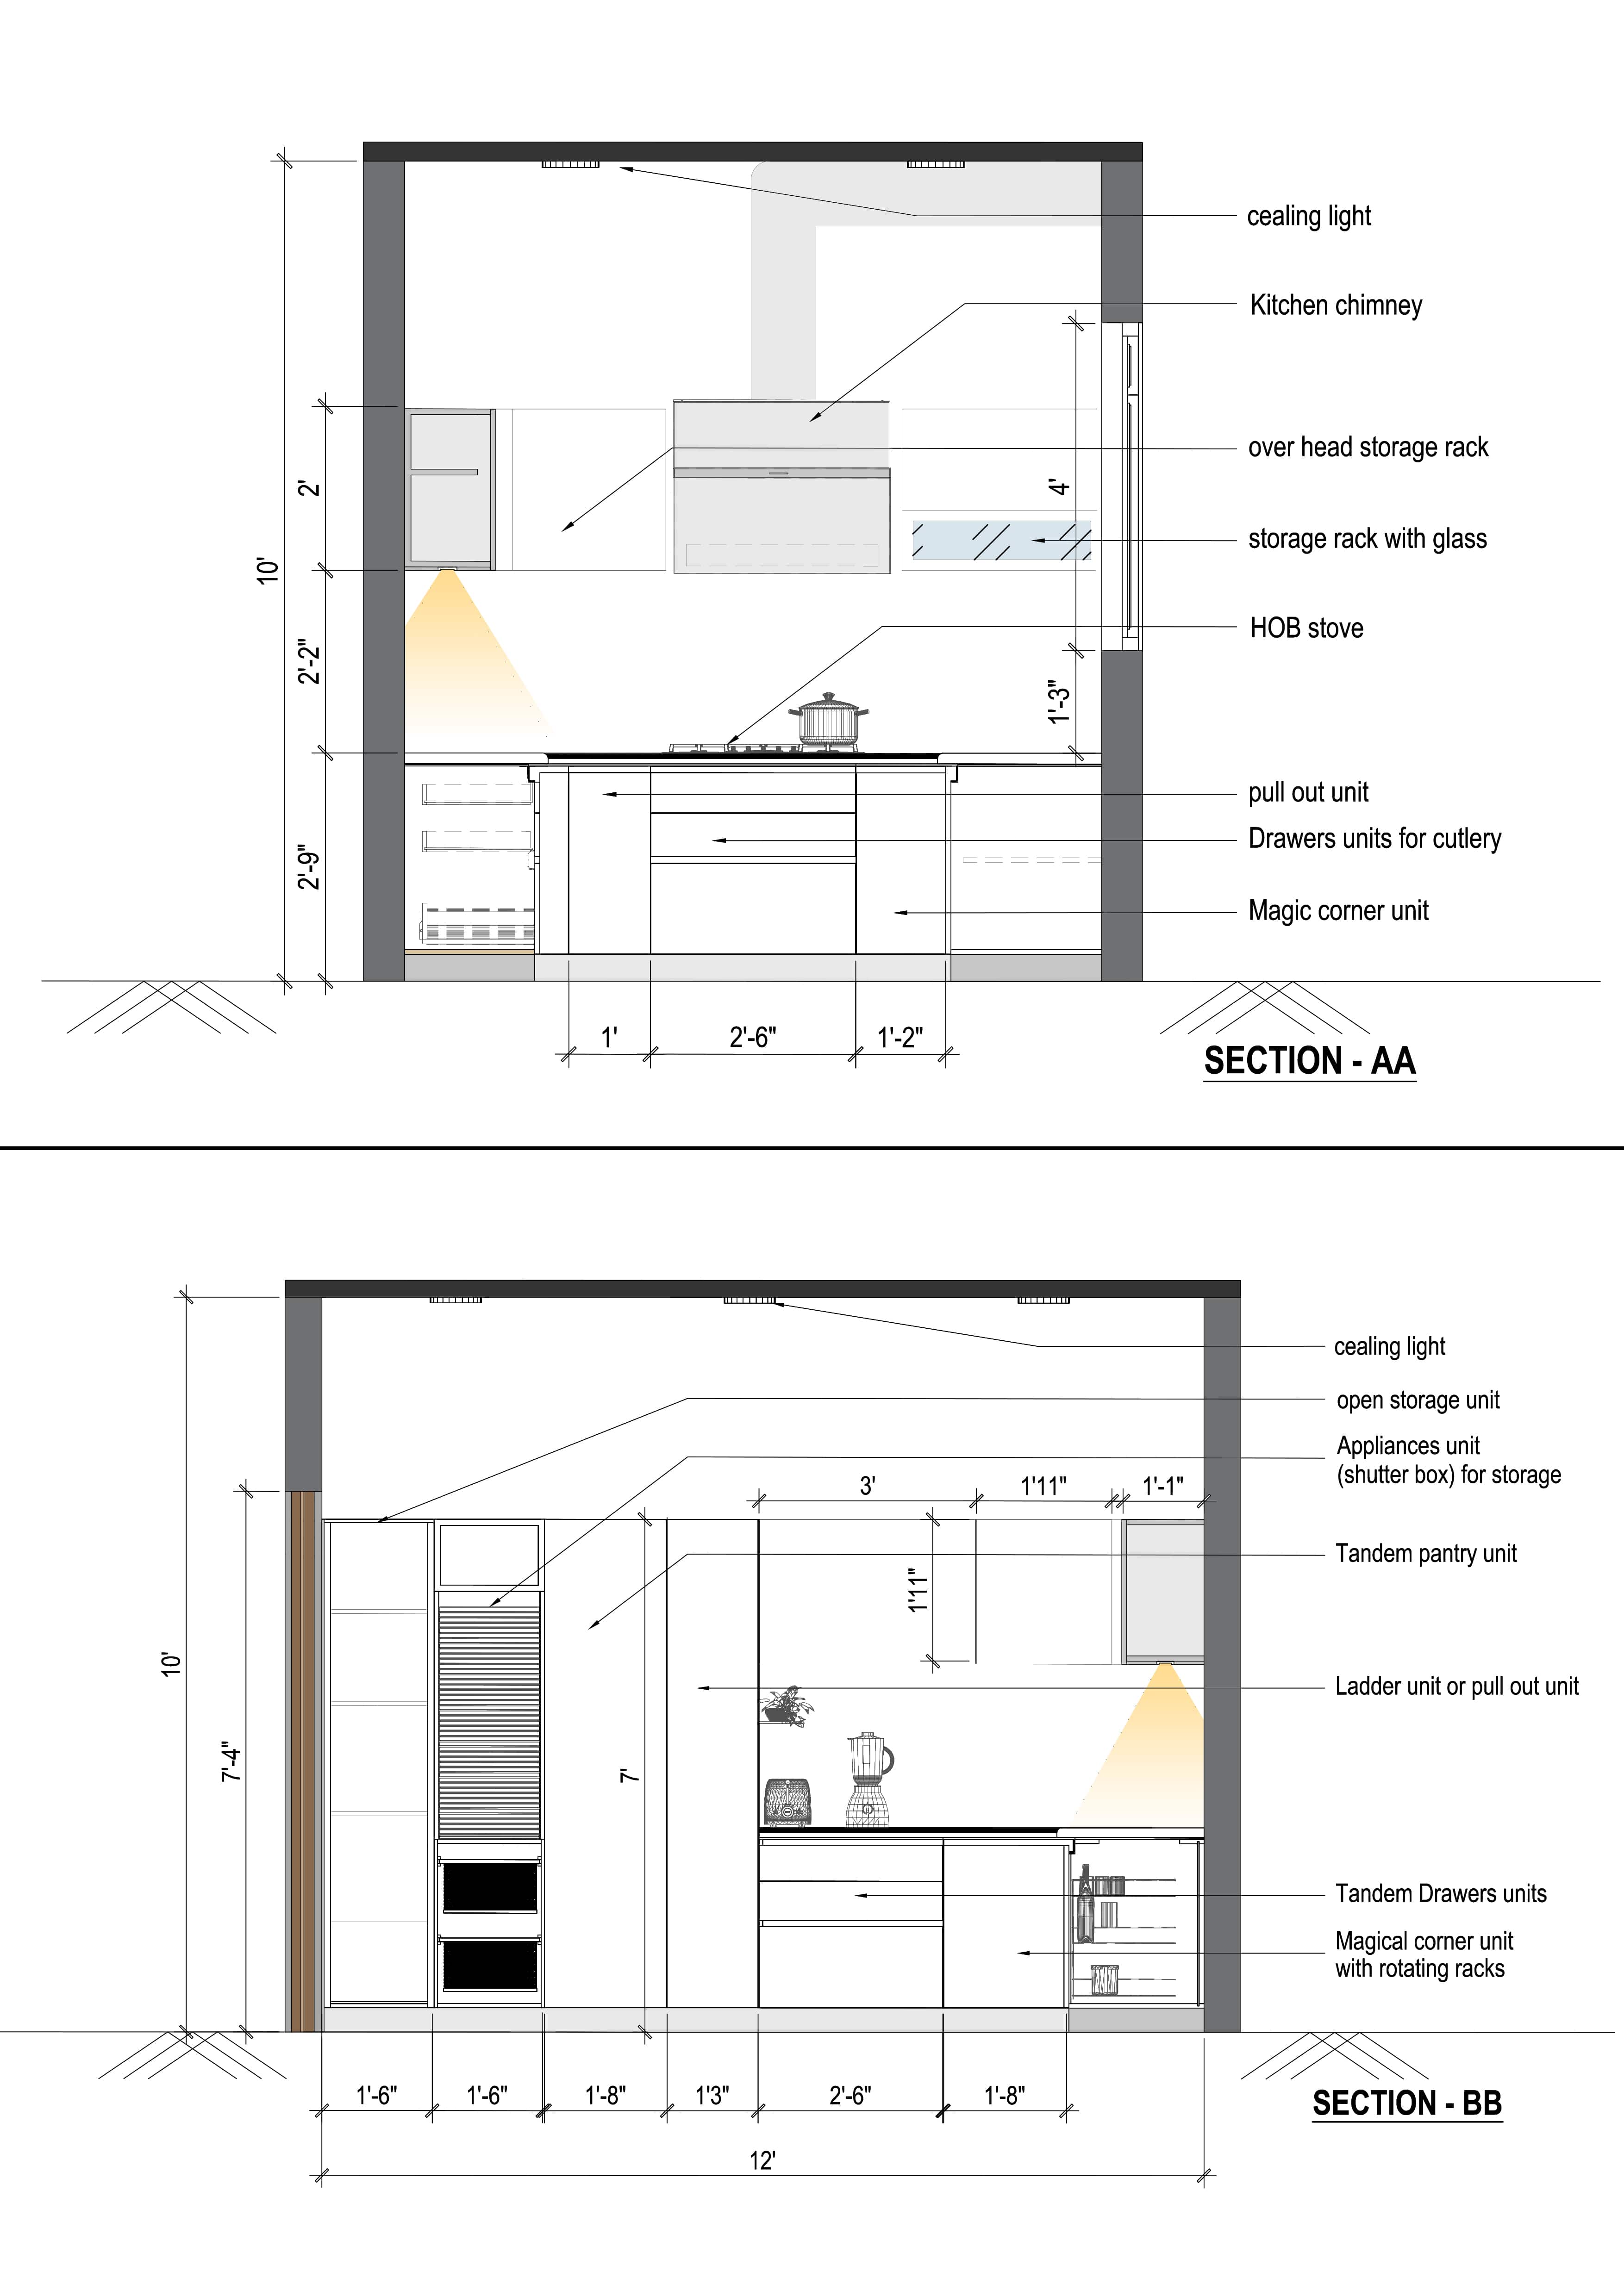 cealing light
Kitchen chimney
over head storage rack
4'
2'
storage rack with glass
10'
HOB stove
2'-2"
1'-3"
pull out unit
Drawers units for cutlery
2'-9"
Magic corner unit
1'
2'-6"
1'-2"
SECTION - AA
cealing light
open storage unit
Appliances unit
(shutter box) for storage
3'
1'11"
1'-1"
Tandem pantry unit
1'11"
10'
Ladder unit or pull out unit
7'-4"
7'
Tandem Drawers units
Magical corner unit
with rotating racks
1'-6"
1'-6"
1'-8"
1'3"
2'-6"
1'-8"
SECTION - BB
12'